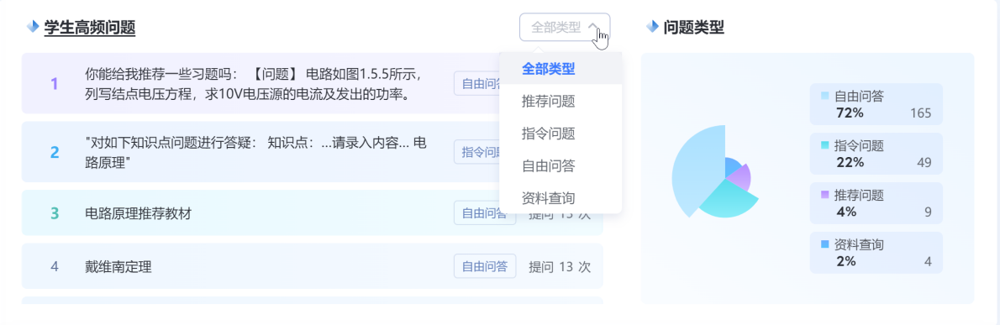 学生高频问题
全部类型
1
你能给我推荐一些习题吗： 【问题】 电路如图1.5.5所示，
列写结点电压方程，求10V电压源的电流及发出的功率。
自由问
2
"对如下知识点问题进行答疑： 知识点：...请录入内容... 电
路原理"
指令问
3
电路原理推荐教材
自由问答
提问 13 次
4
戴维南定理
自由问答
提问 13 次
全部类型
推荐问题
指令问题
自由问答
资料查询
问题类型
自由问答
72% 165
指令问题
22% 49
推荐问题
4% 9
资料查询
2% 4